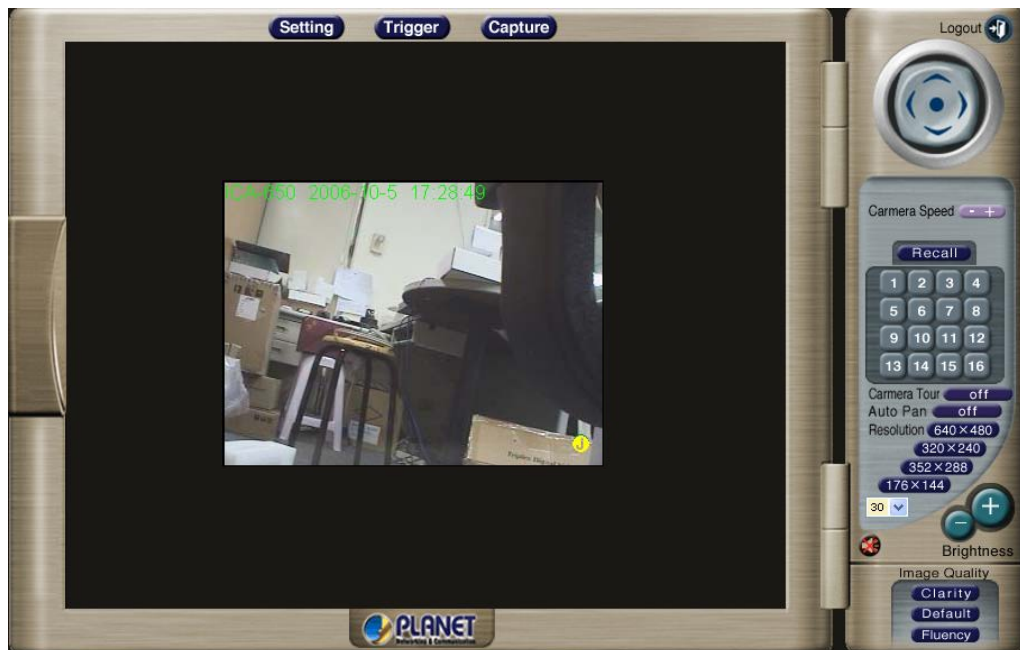 Setting Trigger Capture
Logout
ICA-650 2006-10-5 17:28:49
Carmera Speed - +
Recall
1 2 3 4
5 6 7 8
9 10 11 12
13 14 15 16
Carmera Tour off
Auto Pan off
Resolution 640×480
320×240
352×288
176×144
30
+
-
Brightness
Image Quality
Clarity
Default
Fluency
J
PLANET
Networking & Communication